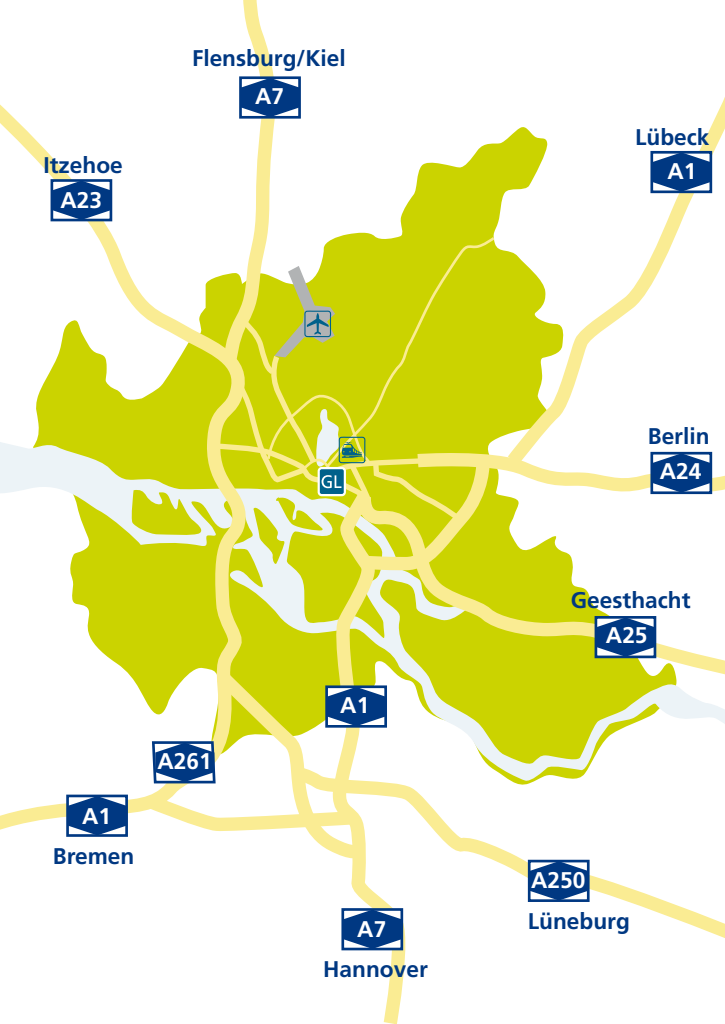 Flensburg/Kiel
A7
Lübeck
A1
Itzehoe
A23
Berlin
A24
GL
Geesthacht
A25
A1
A261
A1
Bremen
A250
Lüneburg
A7
Hannover